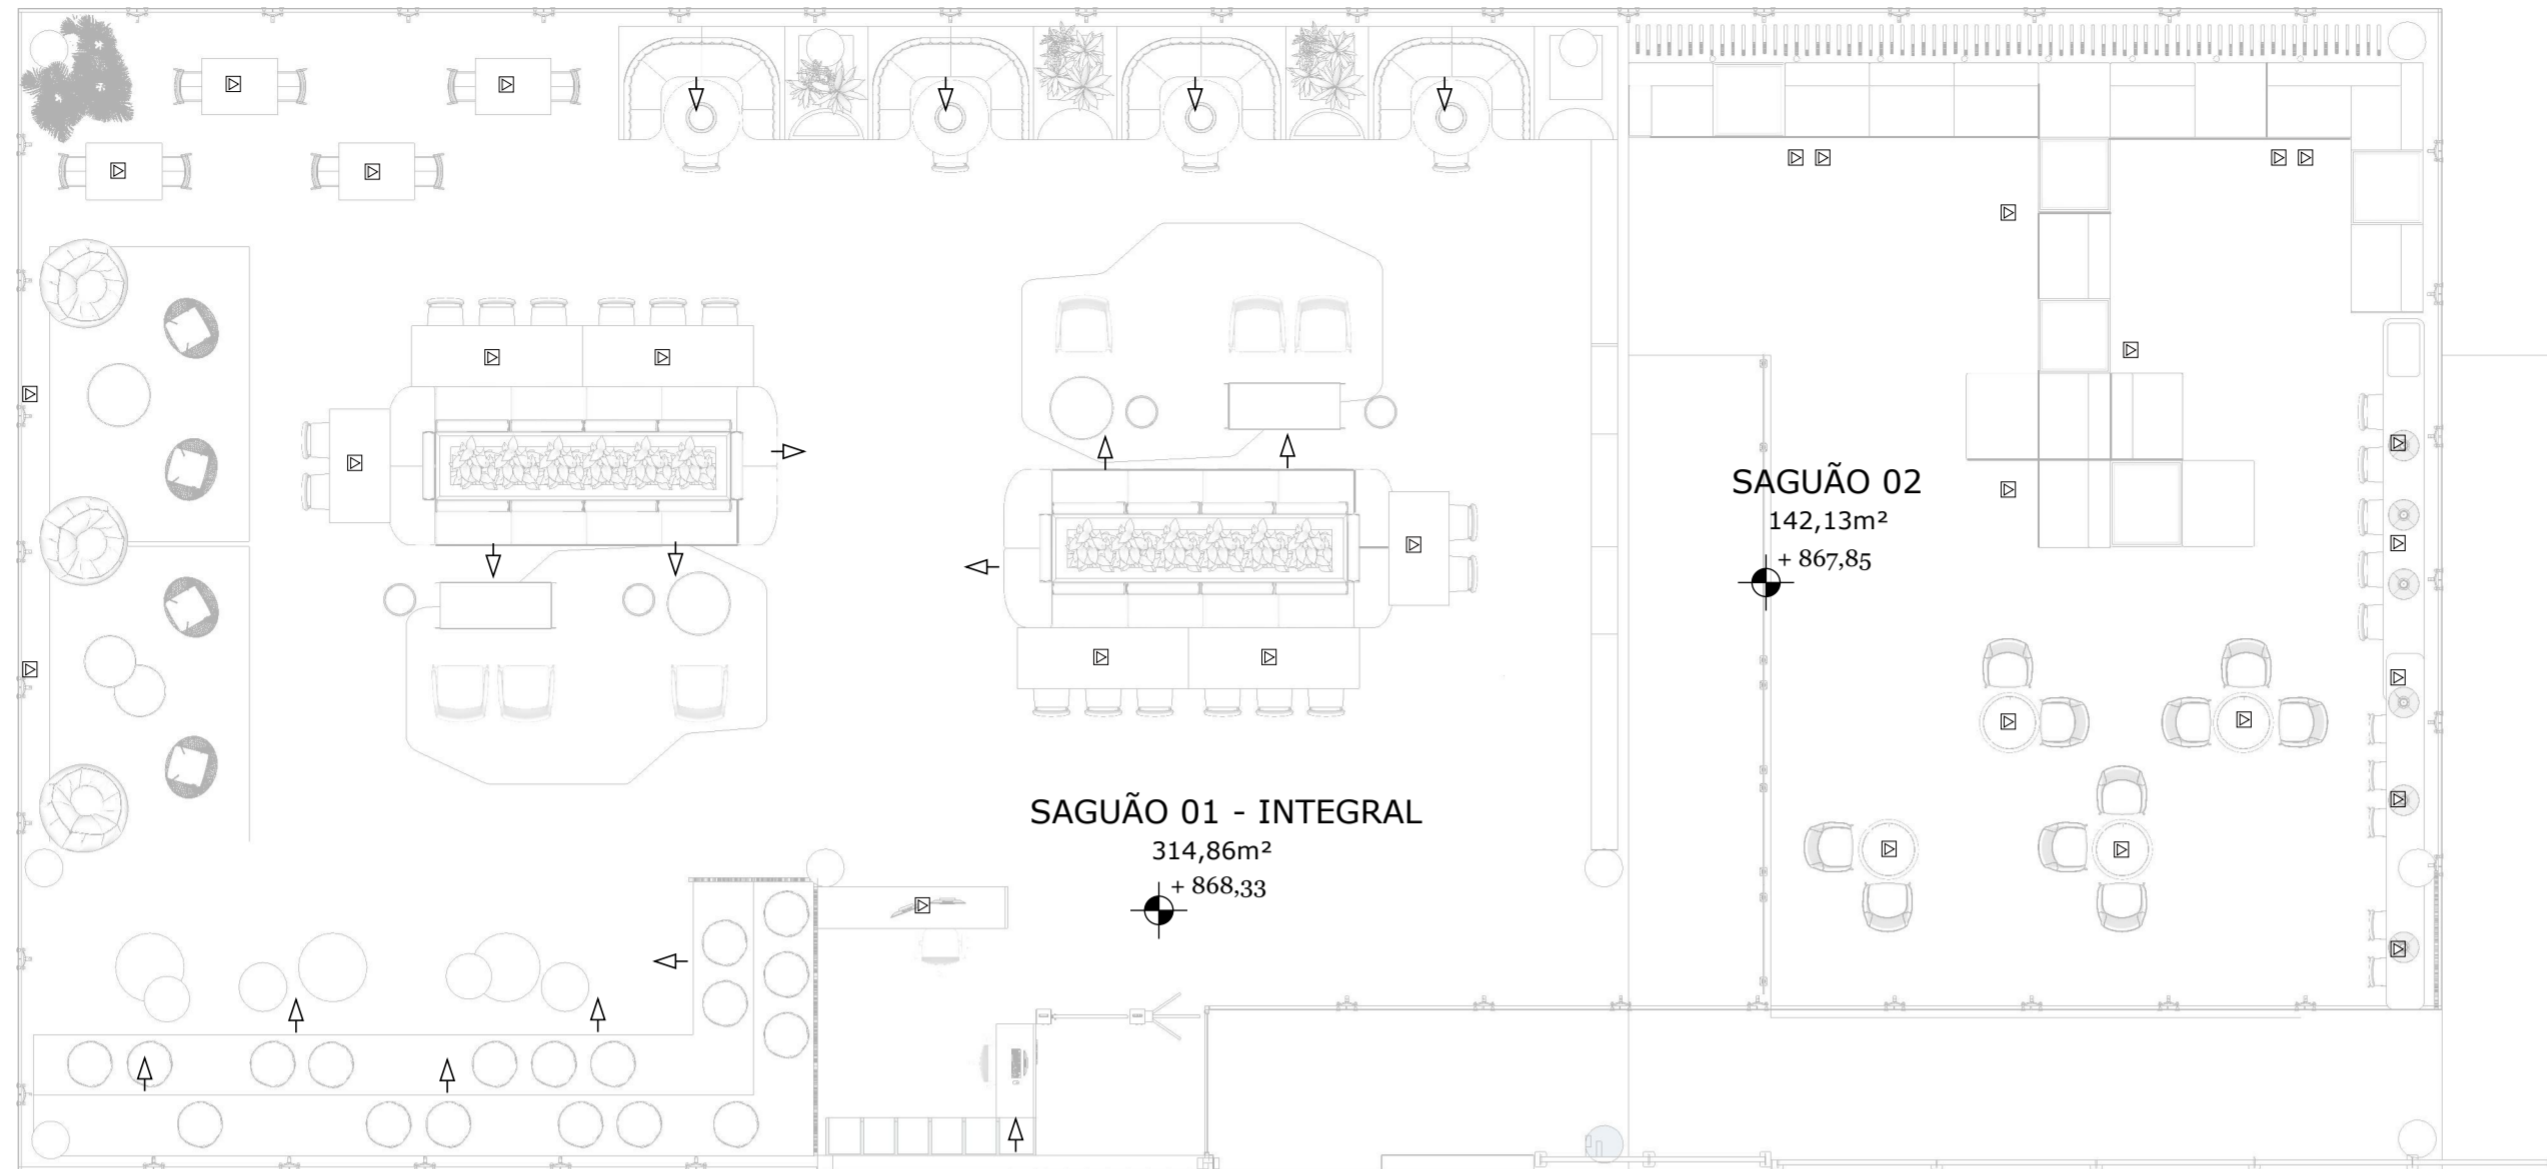 SAGUÃO 02
142,13m²
+ 867,85
SAGUÃO 01 - INTEGRAL
314,86m²
+ 868,33